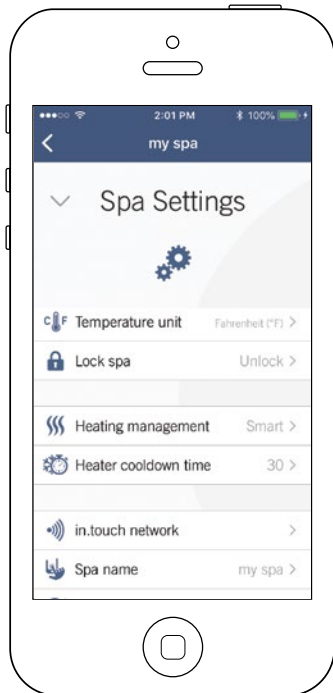 2:01 PM 100%
my spa
Spa Settings
C F Temperature unit Fahrenheit (°F) >
Lock spa Unlock >
Heating management Smart >
Heater cooldown time 30 >
in.touch network >
Spa name my spa >